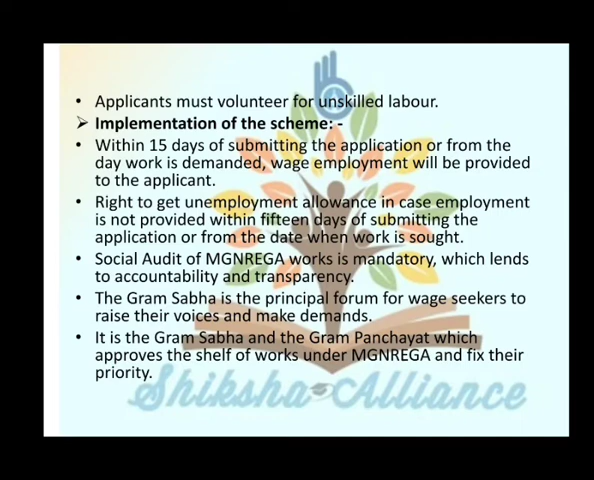 • Applicants must volunteer for unskilled labour.
➢ Implementation of the scheme: -
• Within 15 days of submitting the application or from the
day work is demanded, wage employment will be provided
to the applicant.
• Right to get unemployment allowance in case employment
is not provided within fifteen days of submitting the
application or from the date when work is sought.
• Social Audit of MGNREGA works is mandatory, which lends
to accountability and transparency.
• The Gram Sabha is the principal forum for wage seekers to
raise their voices and make demands.
• It is the Gram Sabha and the Gram Panchayat which
approves the shelf of works under MGNREGA and fix their
priority.
Shiksha Alliance